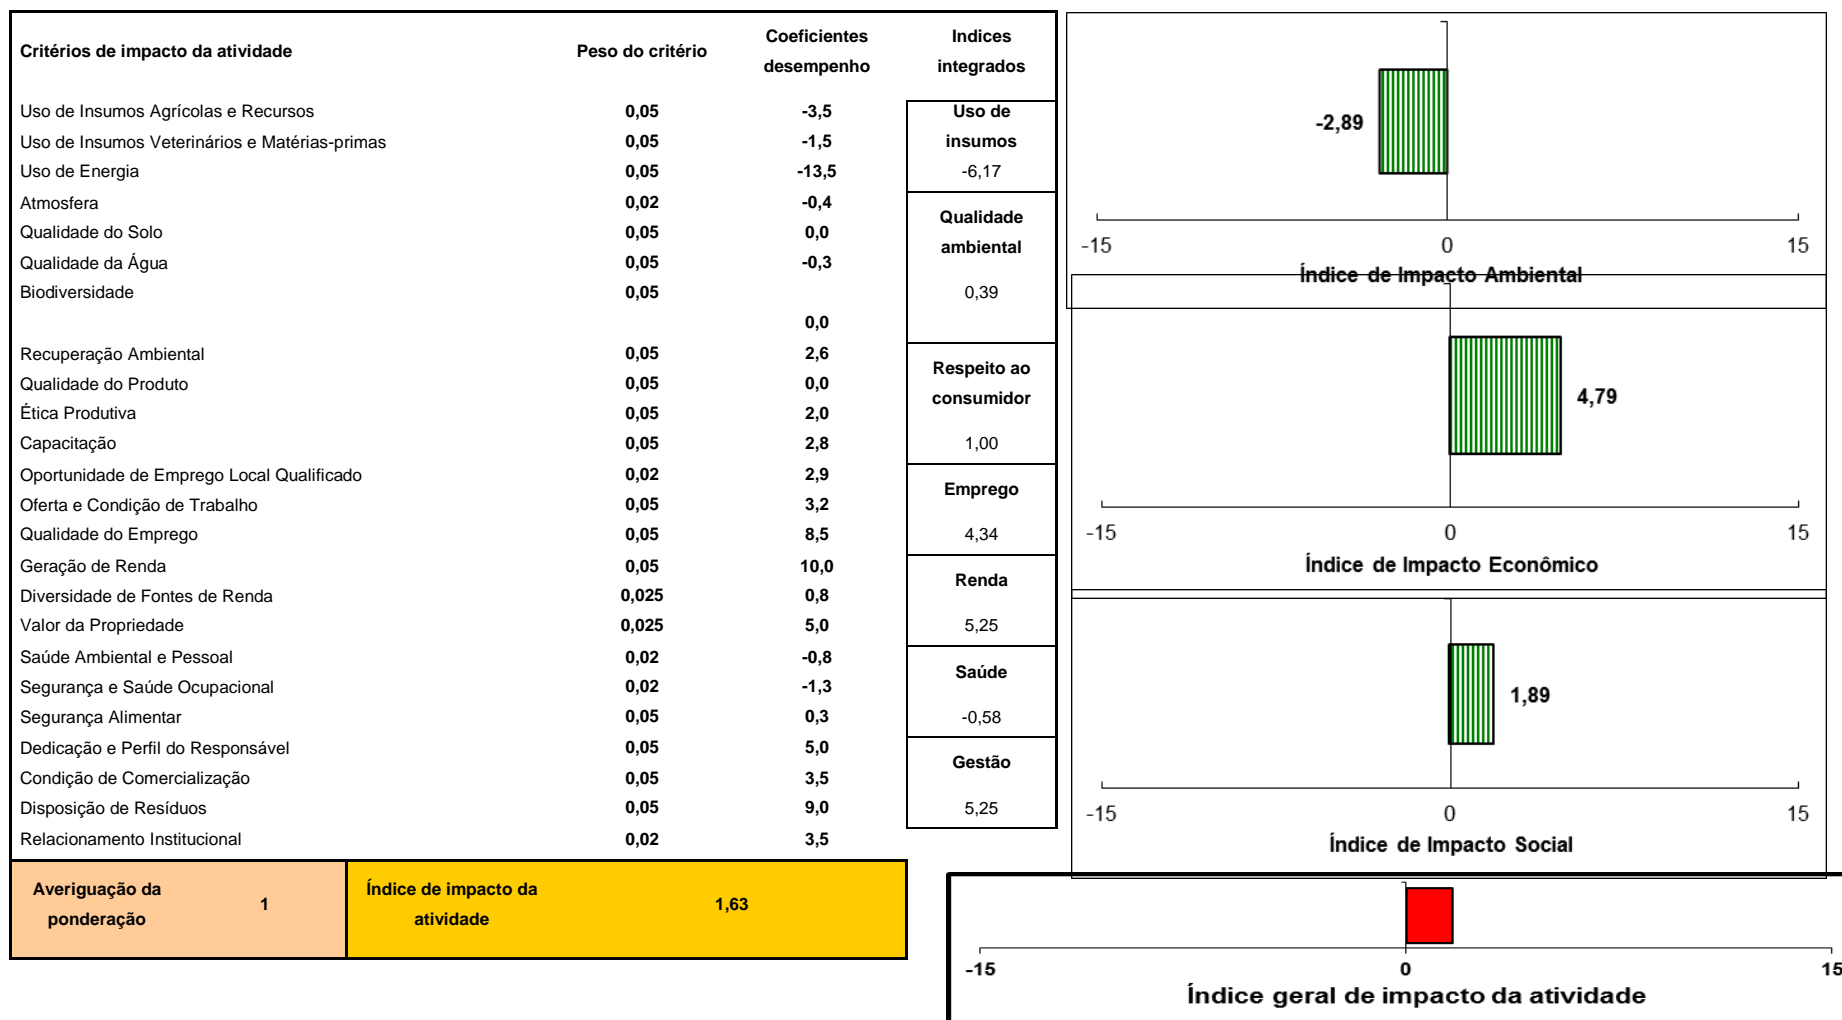 Critérios de impacto da atividade Peso do critério Coeficientes desempenho Indices integrados
Uso de Insumos Agrícolas e Recursos 0,05 -3,5
Uso de Insumos Veterinários e Matérias-primas 0,05 -1,5
Uso de Energia 0,05 -13,5
Uso de
insumos
-6,17
Atmosfera 0,02 -0,4
Qualidade do Solo 0,05 0,0
Qualidade da Água 0,05 -0,3
Biodiversidade 0,05
0,0
Qualidade
ambiental
0,39
Recuperação Ambiental 0,05 2,6
Qualidade do Produto 0,05 0,0
Ética Produtiva 0,05 2,0
Capacitação 0,05 2,8
Respeito ao
consumidor
1,00
Oportunidade de Emprego Local Qualificado 0,02 2,9
Oferta e Condição de Trabalho 0,05 3,2
Qualidade do Emprego 0,05 8,5
Emprego
4,34
Geração de Renda 0,05 10,0
Diversidade de Fontes de Renda 0,025 0,8
Valor da Propriedade 0,025 5,0
Renda
5,25
Saúde Ambiental e Pessoal 0,02 -0,8
Segurança e Saúde Ocupacional 0,02 -1,3
Segurança Alimentar 0,05 0,3
Saúde
-0,58
Dedicação e Perfil do Responsável 0,05 5,0
Condição de Comercialização 0,05 3,5
Disposição de Resíduos 0,05 9,0
Relacionamento Institucional 0,02 3,5
Gestão
5,25
Averiguação da
ponderação
1
Índice de impacto da
atividade
1,63
-2,89
-15 0 15
Índice de Impacto Ambiental
4,79
-15 0 15
Índice de Impacto Econômico
1,89
-15 0 15
Índice de Impacto Social
-15 0 15
Índice geral de impacto da atividade